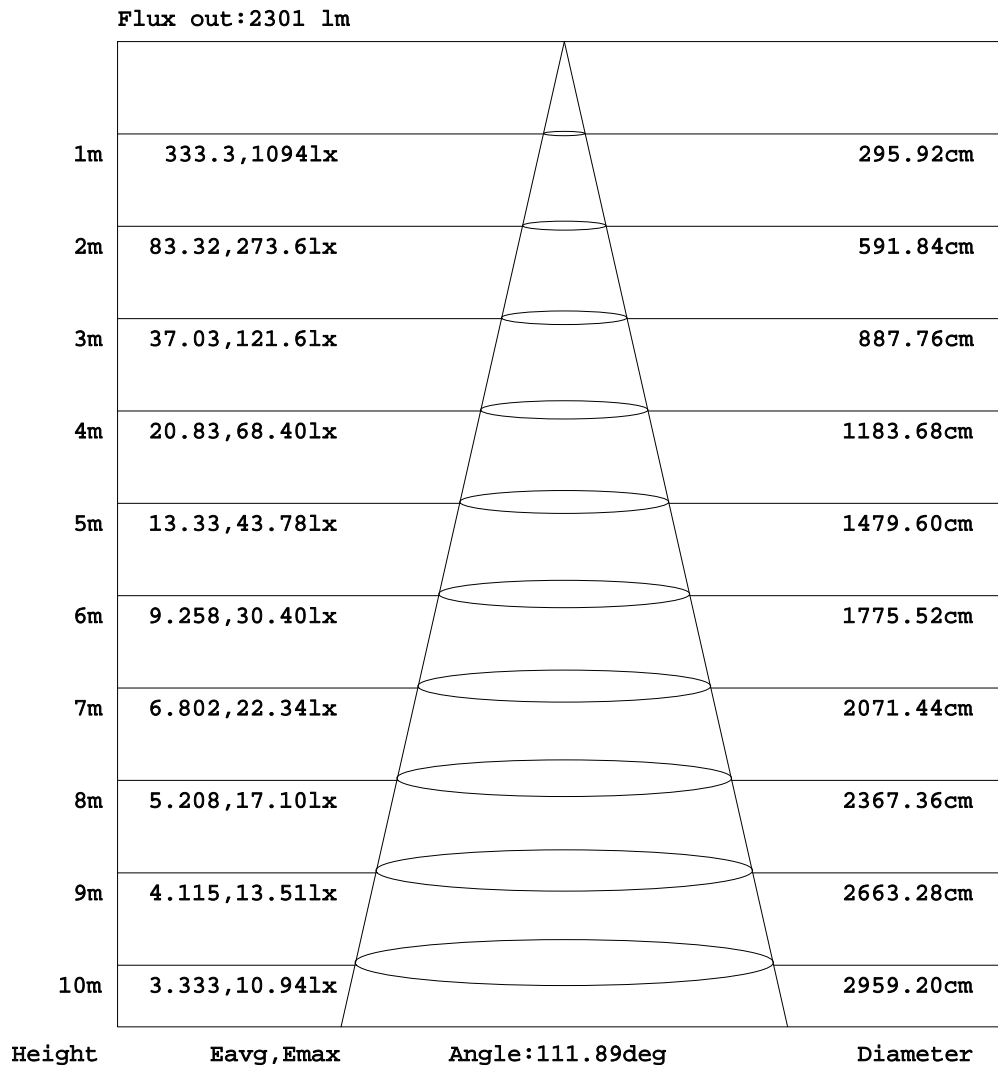 Flux out:2301 lm
1m 333.3,1094lx 295.92cm
2m 83.32,273.6lx 591.84cm
3m 37.03,121.6lx 887.76cm
4m 20.83,68.40lx 1183.68cm
5m 13.33,43.78lx 1479.60cm
6m 9.258,30.40lx 1775.52cm
7m 6.802,22.34lx 2071.44cm
8m 5.208,17.10lx 2367.36cm
9m 4.115,13.51lx 2663.28cm
10m 3.333,10.94lx 2959.20cm
Height Eavg,Emax Angle:111.89deg Diameter